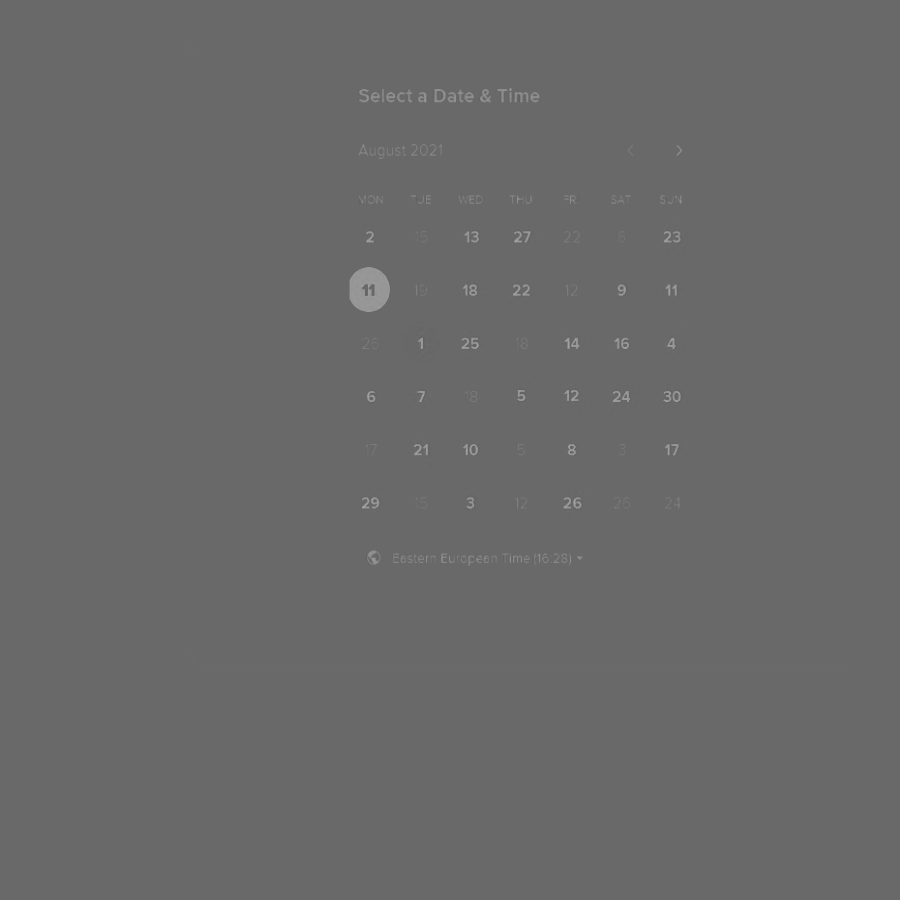 Select a Date & Time
August 2021
MON TUE WED THU FRI SAT SUN
2 15 13 27 22 6 23
11 19 18 22 12 9 11
26 1 25 18 14 16 4
6 7 18 5 12 24 30
17 21 10 5 8 3 17
29 15 3 12 26 26 24
Eastern European Time (16:28)